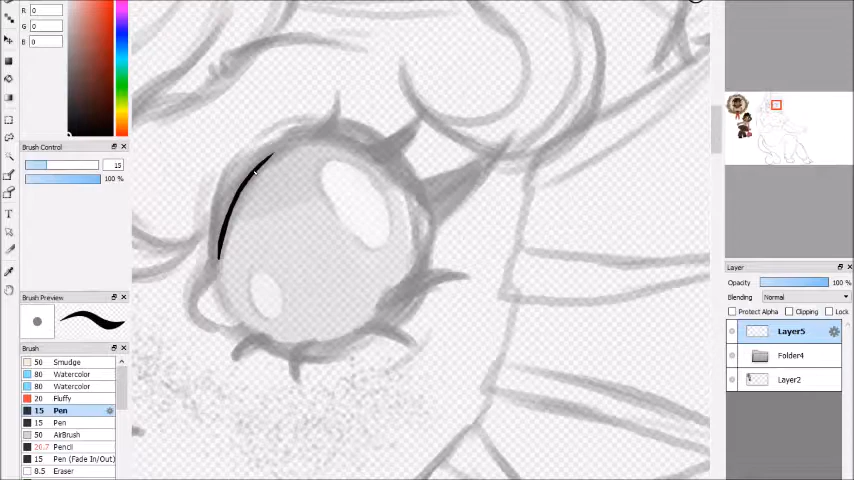 R 0
G 0
B 0
Brush Control
15
100 %
Brush Preview
Brush
50 Smudge
80 Watercolor
80 Watercolor
20 Fluffy
15 Pen
15 Pen
50 AirBrush
26.7 Pencil
15 Pen (Fade In/Out)
8.5 Eraser
T
Layer
Opacity 100 %
Blending Normal
Protect Alpha Clipping Lock
Layer5
Folder4
Layer2